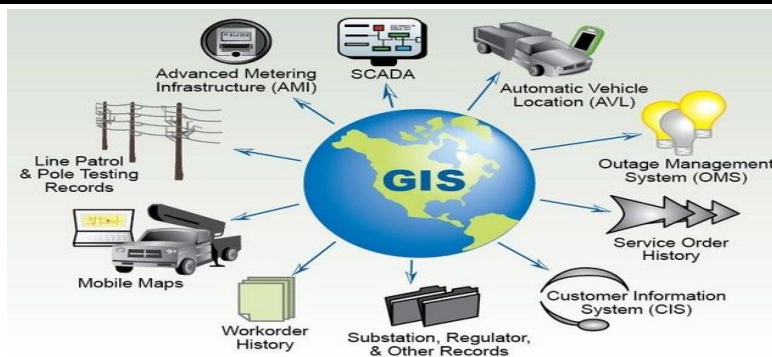 Advanced Metering
Infrastructure (AMI)
SCADA
Automatic Vehicle
Location (AVL)
Line Patrol
& Pole Testing
Records
GIS
Outage Management
System (OMS)
Mobile Maps
Service Order
History
Workorder
History
Substation, Regulator,
& Other Records
Customer Information
System (CIS)